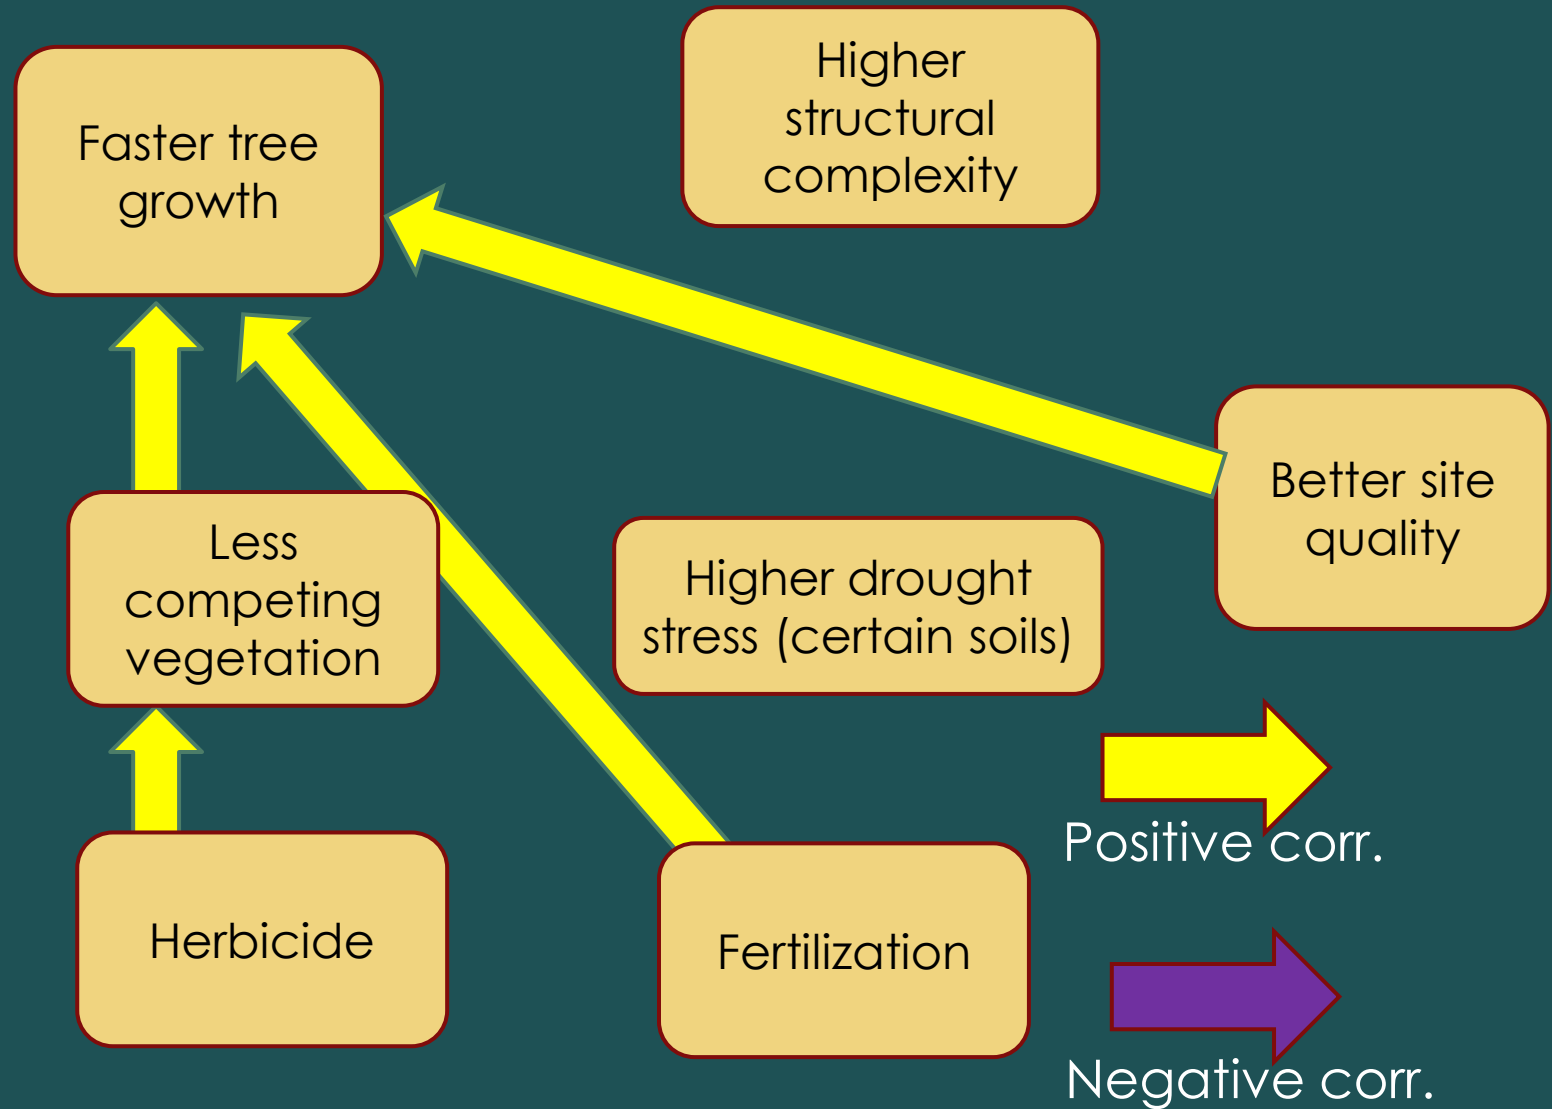 Faster tree
growth
Higher
structural
complexity
Better site
quality
Less
competing
vegetation
Higher drought
stress (certain soils)
Positive corr.
Herbicide
Fertilization
Negative corr.